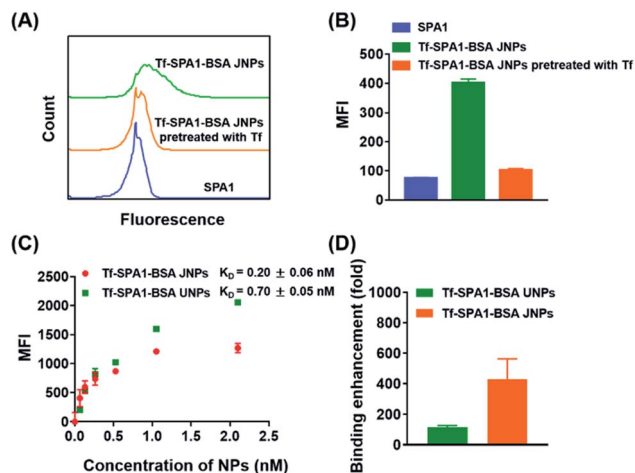 (A)
Count
Tf-SPA1-BSA JNPs
Tf-SPA1-BSA JNPs
pretreated with Tf
SPA1
Fluorescence
(B)
SPA1
Tf-SPA1-BSA JNPs
Tf-SPA1-BSA JNPs pretreated with Tf
MFI
500
400
300
200
100
0
(C)
Tf-SPA1-BSA JNPs KD = 0.20 ± 0.06 nM
Tf-SPA1-BSA UNPs KD = 0.70 ± 0.05 nM
MFI
2500
2000
1500
1000
500
0
0.0 0.5 1.0 1.5 2.0 2.5
Concentration of NPs (nM)
(D)
Tf-SPA1-BSA UNPs
Tf-SPA1-BSA JNPs
Binding enhancement (fold)
1000
800
600
400
200
0